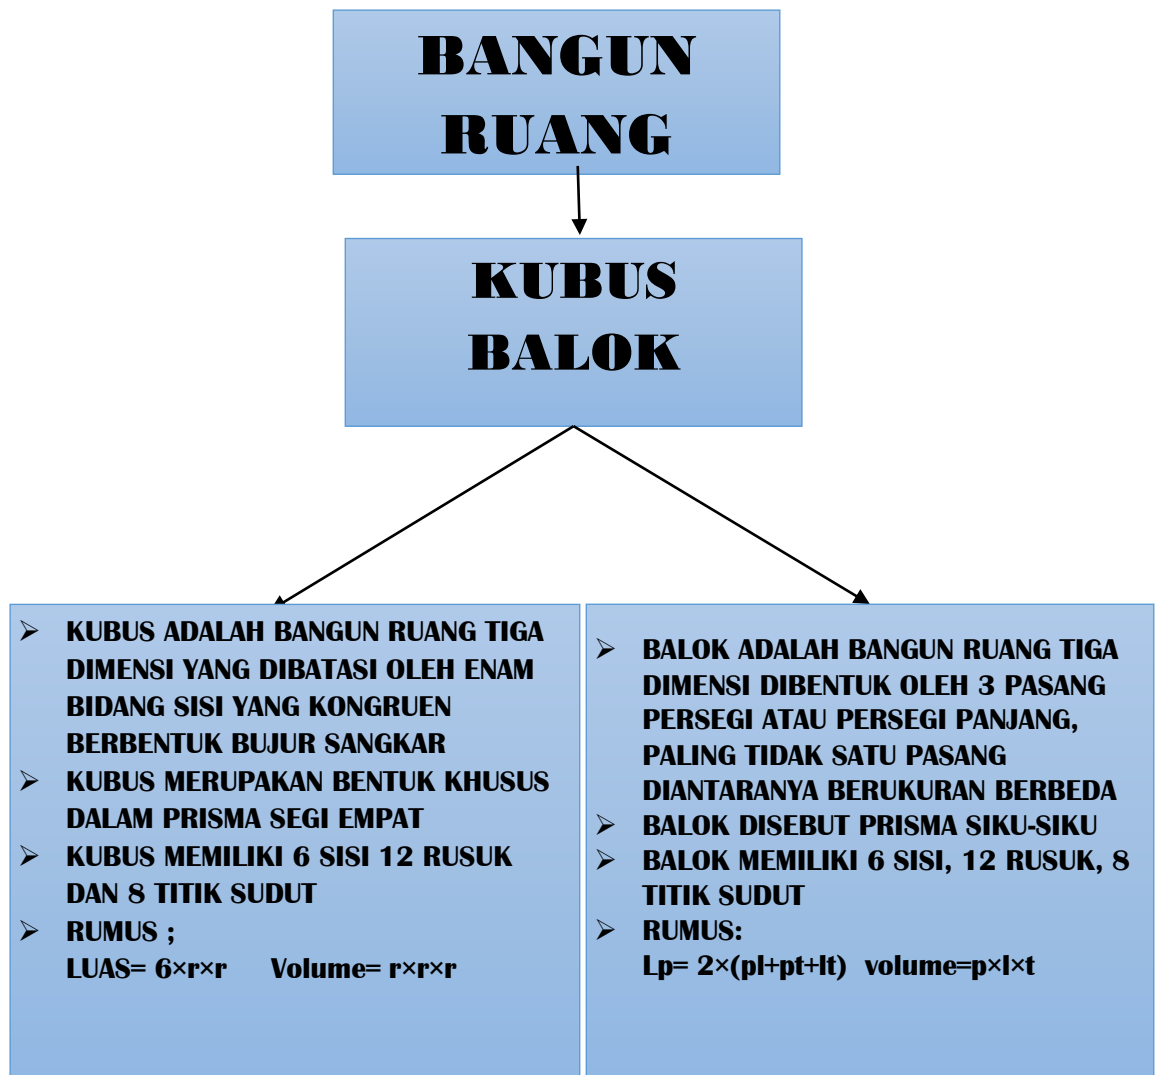 BANGUN
RUANG
KUBUS
BALOK
➢ KUBUS ADALAH BANGUN RUANG TIGA
DIMENSI YANG DIBATASI OLEH ENAM
BIDANG SISI YANG KONGRUEN
BERBENTUK BUJUR SANGKAR
➢ KUBUS MERUPAKAN BENTUK KHUSUS
DALAM PRISMA SEGI EMPAT
➢ KUBUS MEMILIKI 6 SISI 12 RUSUK
DAN 8 TITIK SUDUT
➢ RUMUS ;
LUAS= 6×r×r Volume= r×r×r
➢ BALOK ADALAH BANGUN RUANG TIGA
DIMENSI DIBENTUK OLEH 3 PASANG
PERSEGI ATAU PERSEGI PANJANG,
PALING TIDAK SATU PASANG
DIANTARANYA BERUKURAN BERBEDA
➢ BALOK DISEBUT PRISMA SIKU-SIKU
➢ BALOK MEMILIKI 6 SISI, 12 RUSUK, 8
TITIK SUDUT
➢ RUMUS:
Lp= 2×(pl+pt+lt) volume=p×l×t